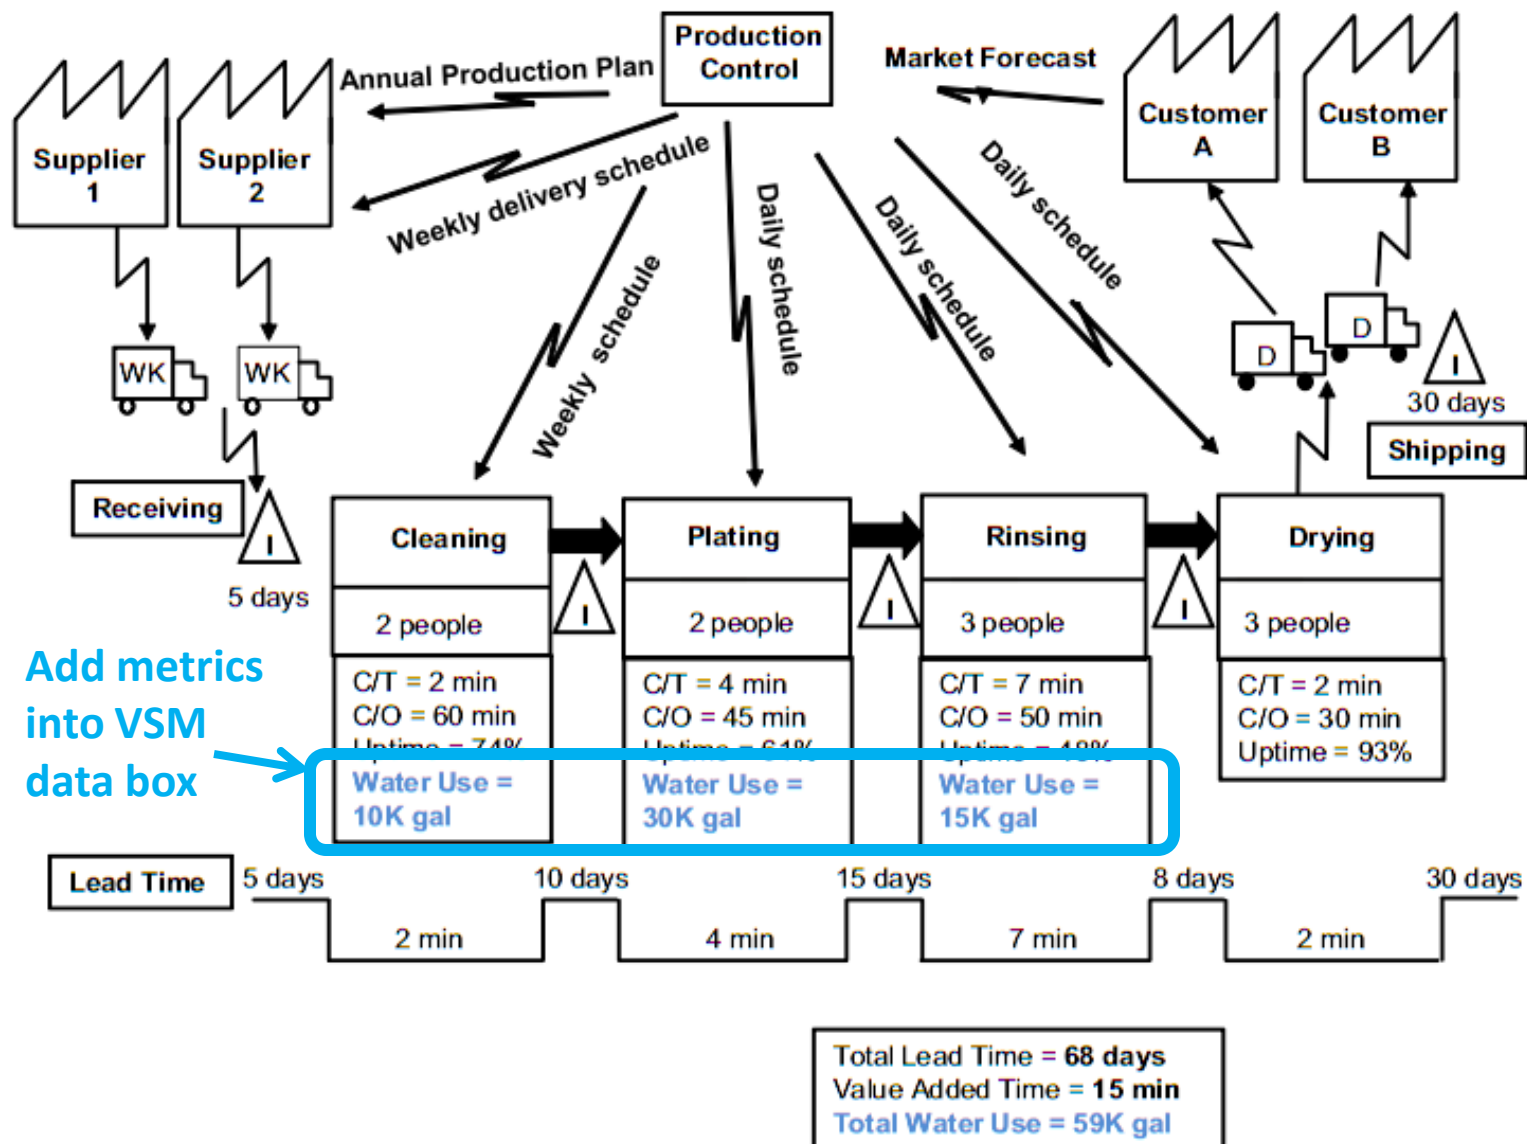 Production
Control
Annual Production Plan
Market Forecast
Supplier
1
Supplier
2
Customer
A
Customer
B
Weekly delivery schedule
Weekly schedule
Daily schedule
Daily schedule
Daily schedule
WK
WK
D
D
I
30 days
Shipping
Receiving
I
5 days
Cleaning
2 people
C/T = 2 min
C/O = 60 min
Uptime = 74%
Water Use =
10K gal
I
Plating
2 people
C/T = 4 min
C/O = 45 min
Uptime = 61%
Water Use =
30K gal
I
Rinsing
3 people
C/T = 7 min
C/O = 50 min
Uptime = 48%
Water Use =
15K gal
I
Drying
3 people
C/T = 2 min
C/O = 30 min
Uptime = 93%
Add metrics
into VSM
data box
Lead Time
5 days
10 days
15 days
8 days
30 days
2 min
4 min
7 min
2 min
Total Lead Time = 68 days
Value Added Time = 15 min
Total Water Use = 59K gal